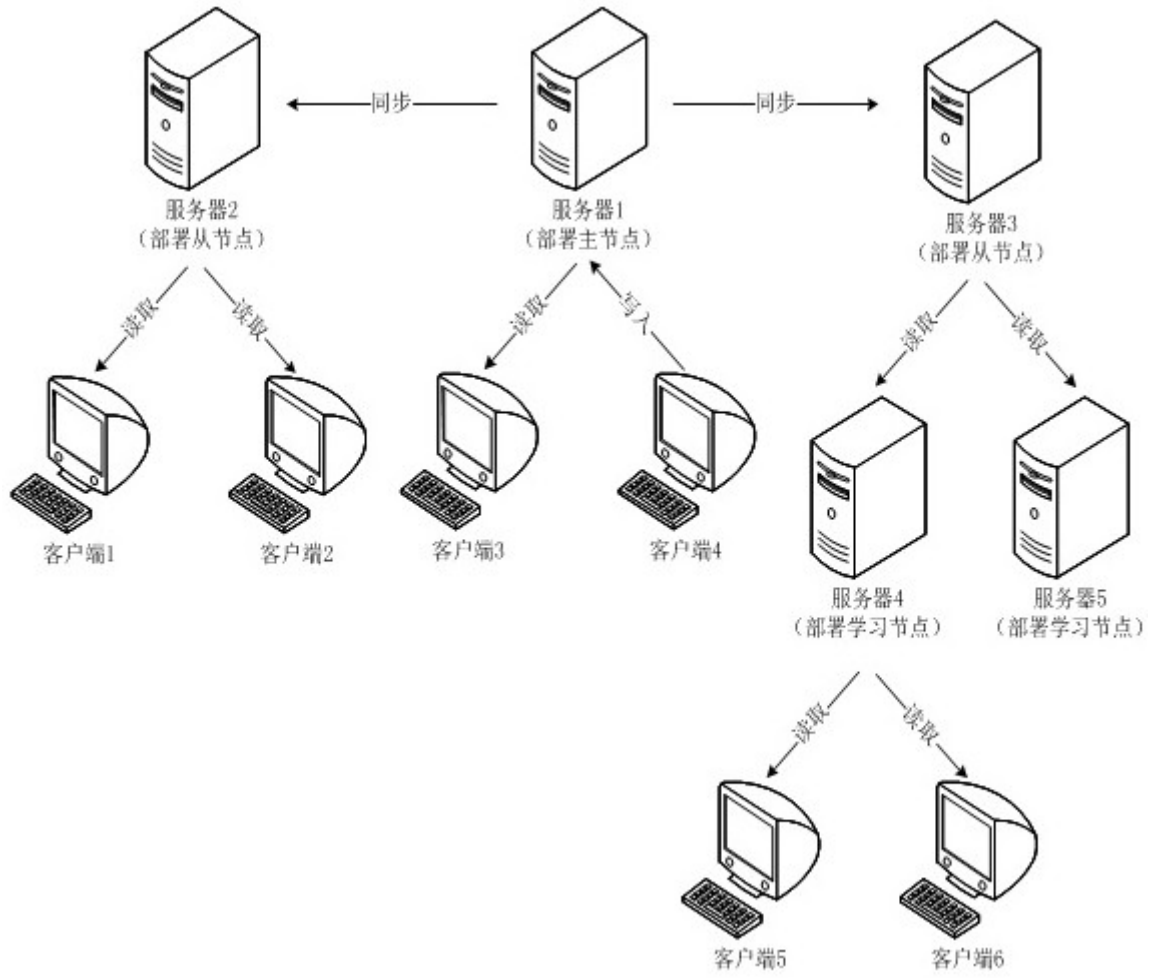 同步
同步
服务器2
（部署从节点）
服务器1
（部署主节点）
服务器3
（部署从节点）
读取
读取
读取
写入
读取
读取
客户端1
客户端2
客户端3
客户端4
服务器4
（部署学习节点）
服务器5
（部署学习节点）
读取
读取
客户端5
客户端6